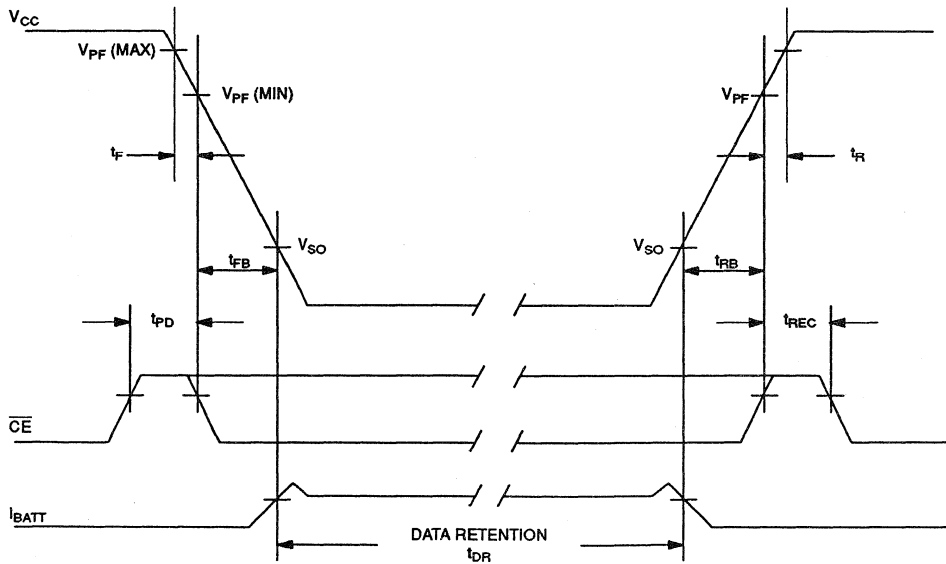 VCC
VPF (MAX)
VPF (MIN)
VPF
tF
tR
VSO
VSO
tFB
tRB
tPD
tREC
CE
IBATT
DATA RETENTION
tDR